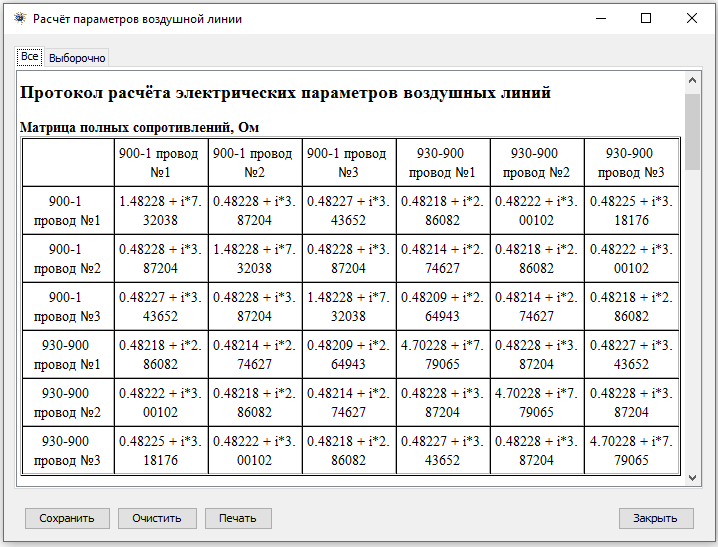 Расчёт параметров воздушной линии
Все Выборочно
Протокол расчёта электрических параметров воздушных линий
Матрица полных сопротивлений, Ом
900-1 провод 900-1 провод 900-1 провод 930-900 930-900 930-900
№1 №2 №3 провод №1 провод №2 провод №3
900-1 1.48228 + i*7. 0.48228 + i*3. 0.48227 + i*3. 0.48218 + i*2. 0.48222 + i*3. 0.48225 + i*3.
провод №1 32038 87204 43652 86082 00102 18176
900-1 0.48228 + i*3. 1.48228 + i*7. 0.48228 + i*3. 0.48214 + i*2. 0.48218 + i*2. 0.48222 + i*3.
провод №2 87204 32038 87204 74627 86082 00102
900-1 0.48227 + i*3. 0.48228 + i*3. 1.48228 + i*7. 0.48209 + i*2. 0.48214 + i*2. 0.48218 + i*2.
провод №3 43652 87204 32038 64943 74627 86082
930-900 0.48218 + i*2. 0.48214 + i*2. 0.48209 + i*2. 4.70228 + i*7. 0.48228 + i*3. 0.48227 + i*3.
провод №1 86082 74627 64943 79065 87204 43652
930-900 0.48222 + i*3. 0.48218 + i*2. 0.48214 + i*2. 0.48228 + i*3. 4.70228 + i*7. 0.48228 + i*3.
провод №2 00102 86082 74627 87204 79065 87204
930-900 0.48225 + i*3. 0.48222 + i*3. 0.48218 + i*2. 0.48227 + i*3. 0.48228 + i*3. 4.70228 + i*7.
провод №3 18176 00102 86082 43652 87204 79065
Сохранить Очистить Печать Закрыть